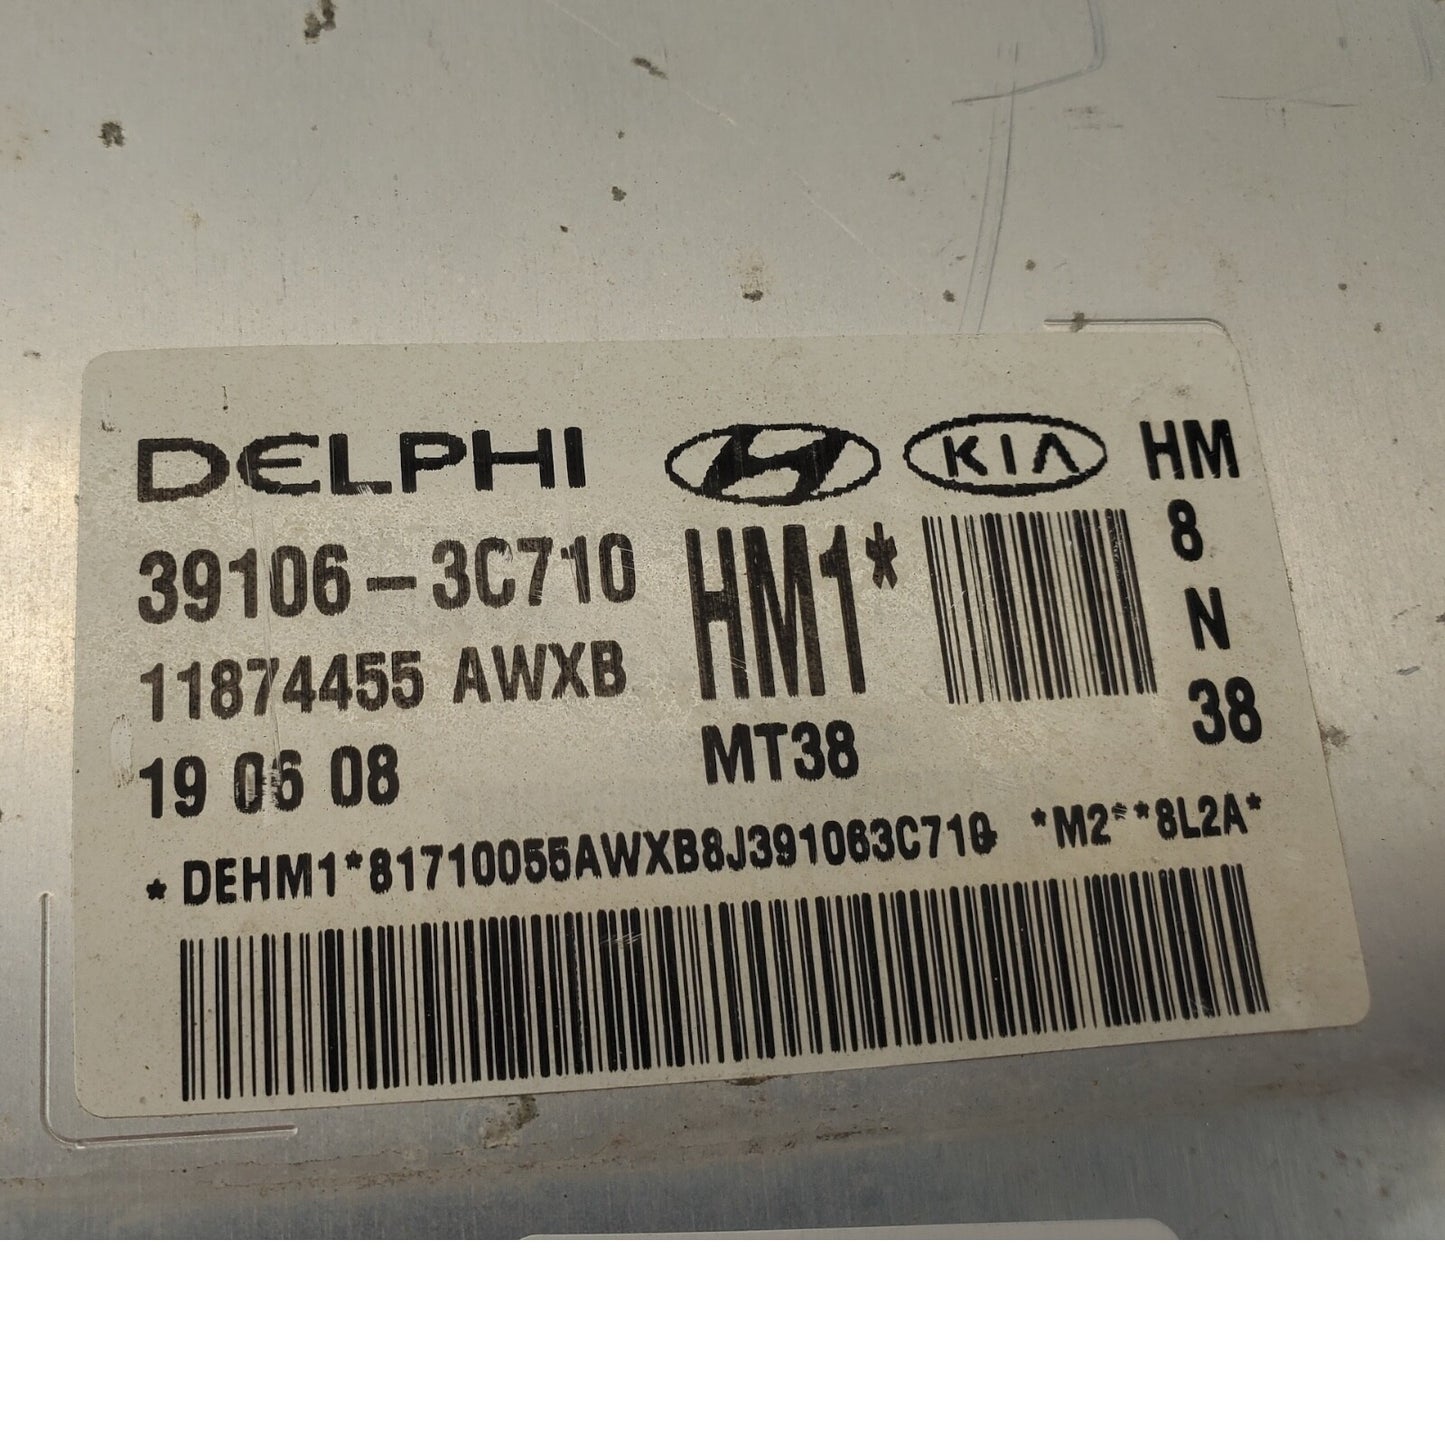 DELPHI KIA HM
39106-3C710 HM1* 8
11874455 AWXB N
19 06 08 MT38 38
* DEHM1*81710055AWXB8J391063C710 *M2**8L2A*